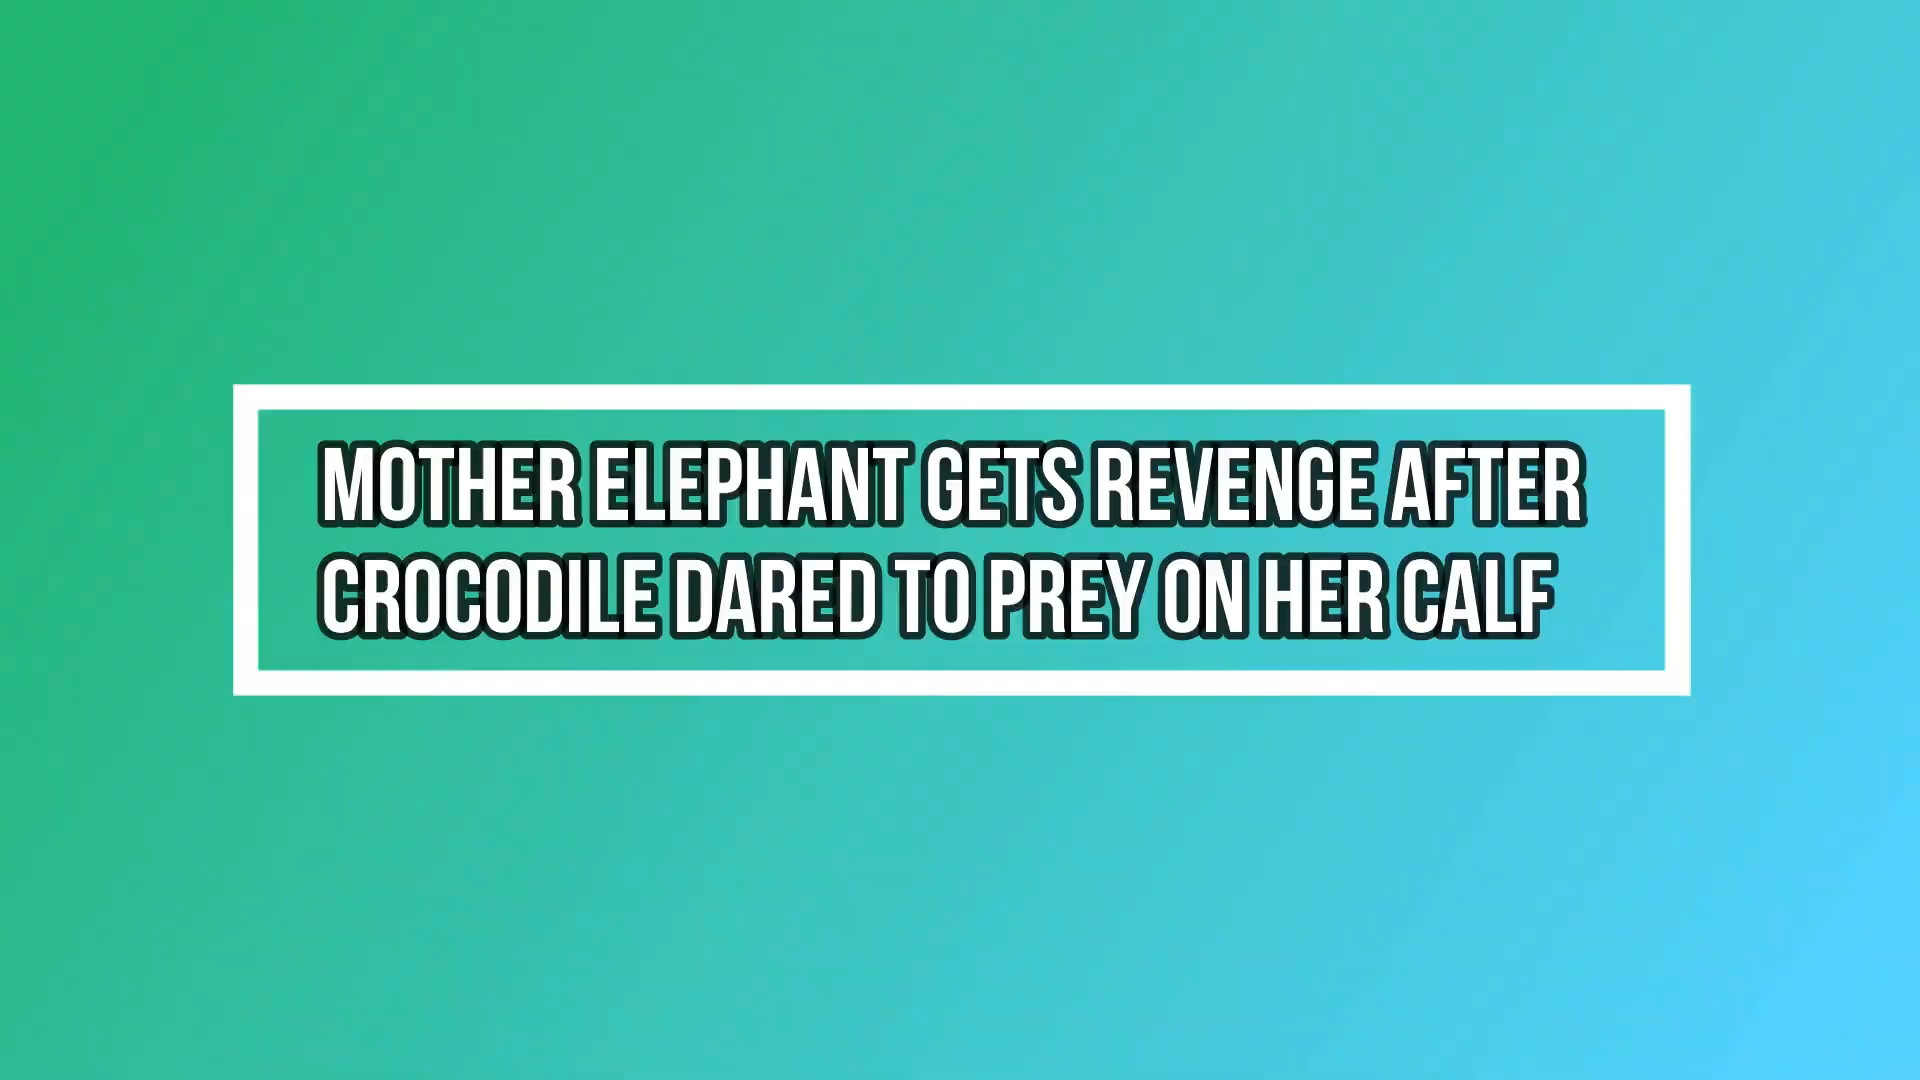 MOTHER ELEPHANT GETS REVENGE AFTER
CROCODILE DARED TO PREY ON HER CALF